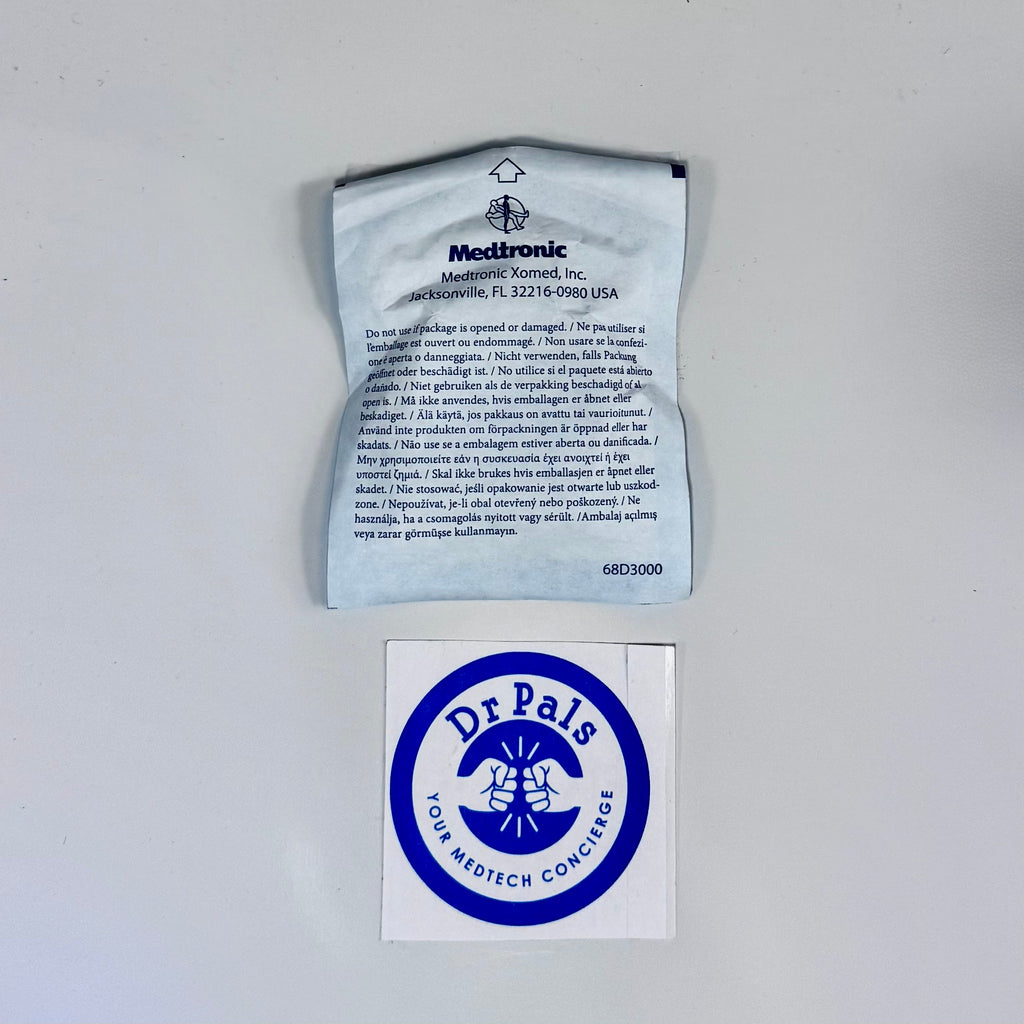 Medtronic
Medtronic Xomed, Inc.
Jacksonville, FL 32216-0980 USA
Do not use if package is opened or damaged. / Ne pas utiliser si
l'emballage est ouvert ou endommagé. / Non usare se la confezi-
one è aperta o danneggiata. / Nicht verwenden, falls Packung
geöffnet oder beschädigt ist. / No utilice si el paquete está abierto
o dañado. / Niet gebruiken als de verpakking beschadigd of al
open is. / Må ikke anvendes, hvis emballagen er åbnet eller
beskadiget. / Älä käytä, jos pakkaus on avattu tai vaurioitunut. /
Använd inte produkten om förpackningen är öppnad eller har
skadats. / Não use se a embalagem estiver aberta ou danificada. /
Μην χρησιμοποιείτε εάν η συσκευασία έχει ανοιχτεί ή έχει
υποστεί ζημιά. / Skal ikke brukes hvis emballasjen er åpnet eller
skadet. / Nie stosować, jeśli opakowanie jest otwarte lub uszkod-
zone. / Nepoužívat, je-li obal otevřený nebo poškozený. / Ne
használja, ha a csomagolás nyitott vagy sérült. /Ambalaj açılmış
veya zarar görmüşse kullanmayın.
68D3000
Dr Pals
YOUR MEDTECH CONCIERGE